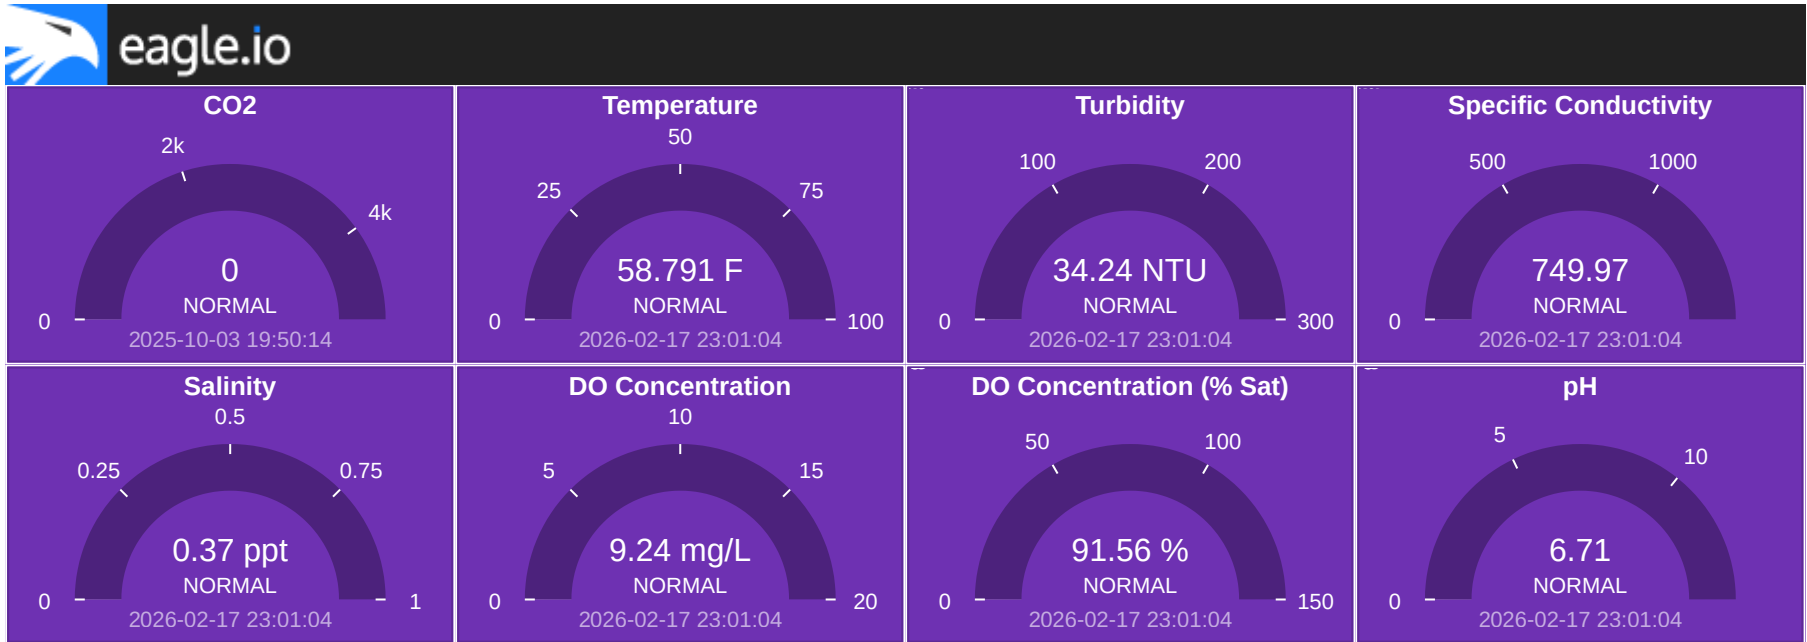 eagle.io
CO2
2k
4k
0
0
NORMAL
2025-10-03 19:50:14
Temperature
50
25
75
58.791 F
NORMAL
0
100
2026-02-17 23:01:04
Turbidity
100
200
34.24 NTU
NORMAL
0
300
2026-02-17 23:01:04
Specific Conductivity
500
1000
749.97
NORMAL
0
2026-02-17 23:01:04
Salinity
0.5
0.25
0.75
0.37 ppt
NORMAL
0
1
2026-02-17 23:01:04
DO Concentration
10
5
15
9.24 mg/L
NORMAL
0
20
2026-02-17 23:01:04
DO Concentration (% Sat)
50
100
91.56 %
NORMAL
0
150
2026-02-17 23:01:04
pH
5
10
6.71
NORMAL
0
2026-02-17 23:01:04